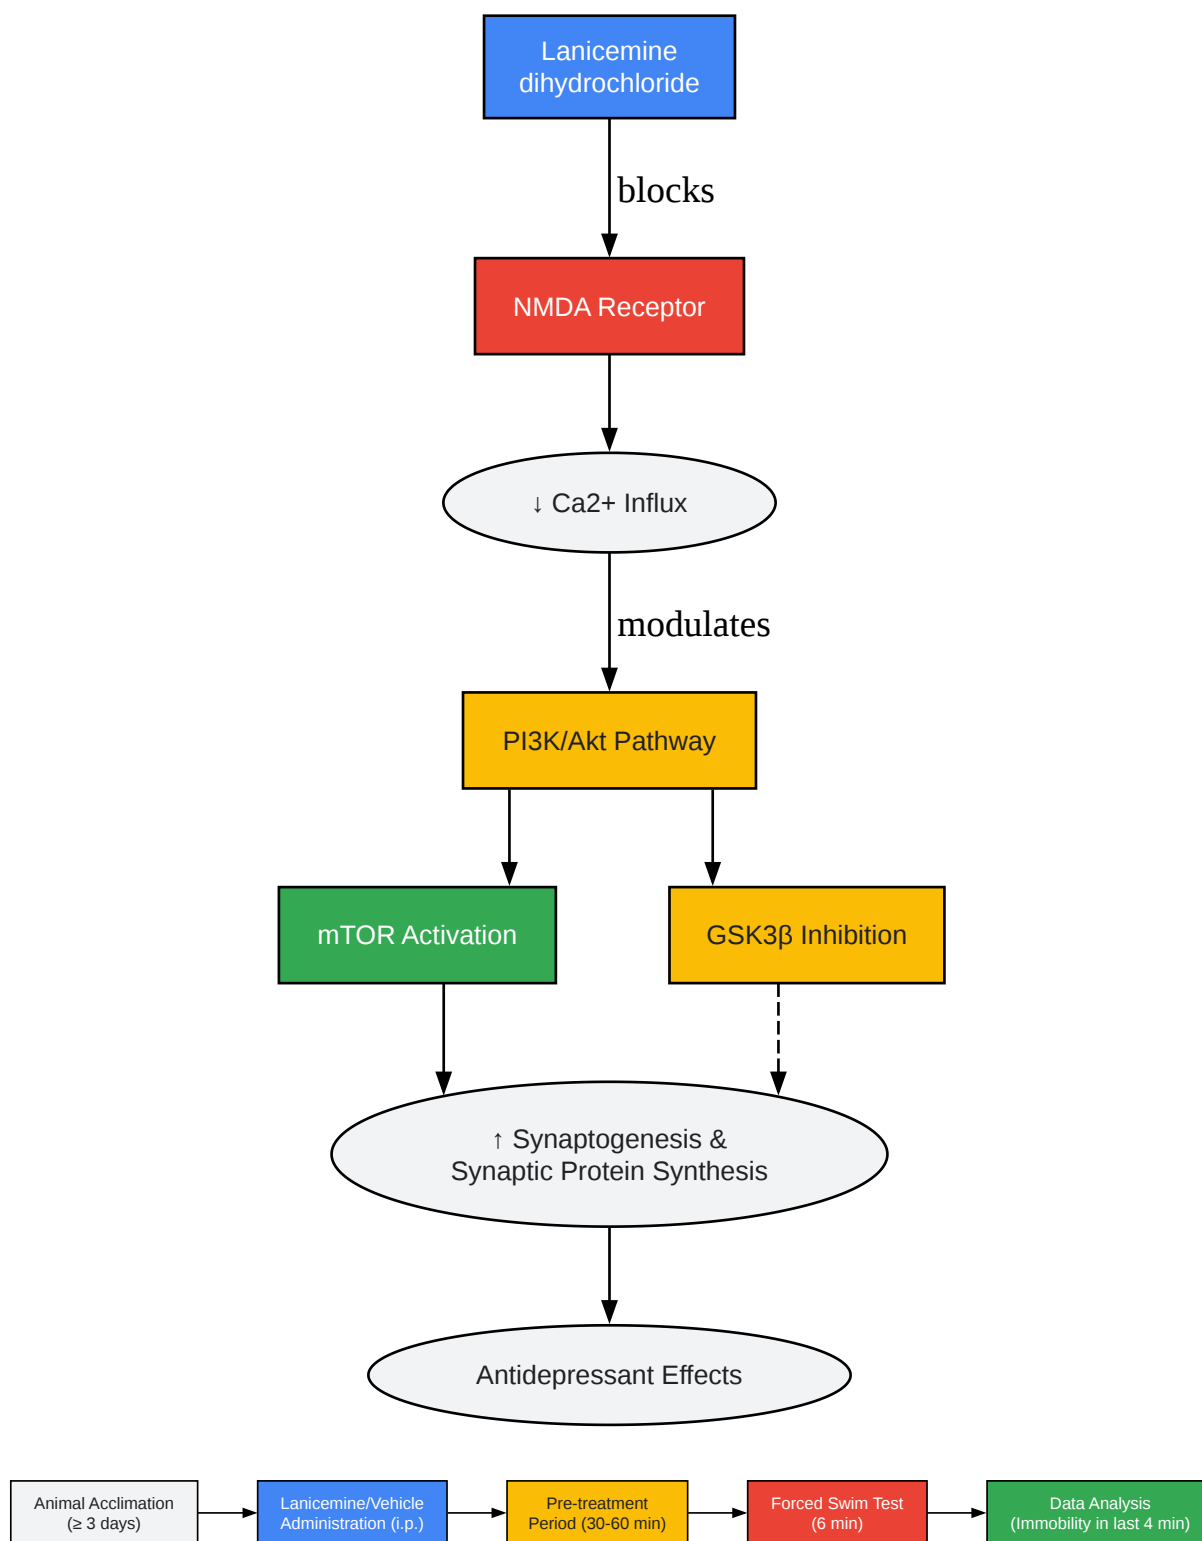 Lanicemine
dihydrochloride
blocks
NMDA Receptor
↓ Ca2+ Influx
modulates
PI3K/Akt Pathway
mTOR Activation
GSK3β Inhibition
↑ Synaptogenesis &
Synaptic Protein Synthesis
Antidepressant Effects
Animal Acclimation
(≥ 3 days)
Lanicemine/Vehicle
Administration (i.p.)
Pre-treatment
Period (30-60 min)
Forced Swim Test
(6 min)
Data Analysis
(Immobility in last 4 min)